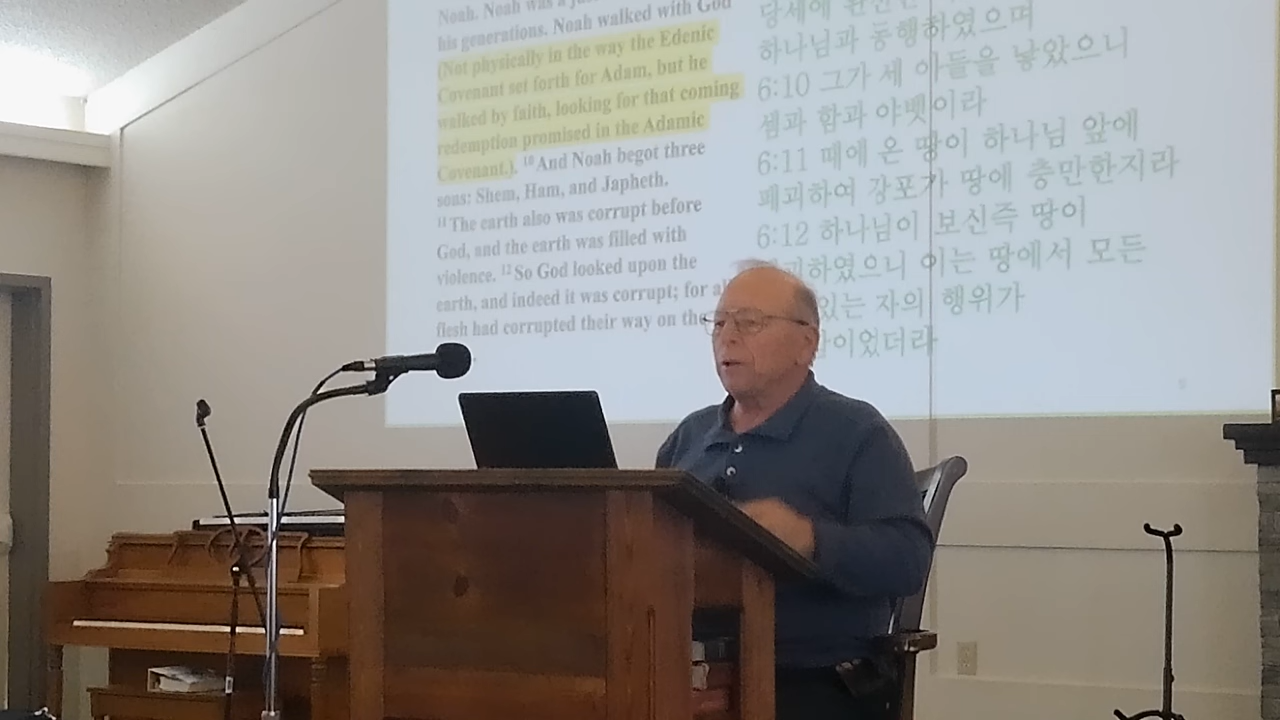 Noah. Noah was a
his generations. Noah walked with God
(Not physically in the way the Edenic
Covenant set forth for Adam, but he
walked by faith, looking for that coming
redemption promised in the Adamic
Covenant.). 10 And Noah begot three
sons: Shem, Ham, and Japheth.
11 The earth also was corrupt before
God, and the earth was filled with
violence. 12 So God looked upon the
earth, and indeed it was corrupt; for
flesh had corrupted their way on the
당세에
하나님과 동행하였으며
6:10 그가 세 아들을 낳았으니
셈과 함과 야벳이라
6:11 때에 온 땅이 하나님 앞에
패괴하여 강포가 땅에 충만한지라
6:12 하나님이 보신즉 땅이
이는 땅에서 모든
있는 자의 행위가